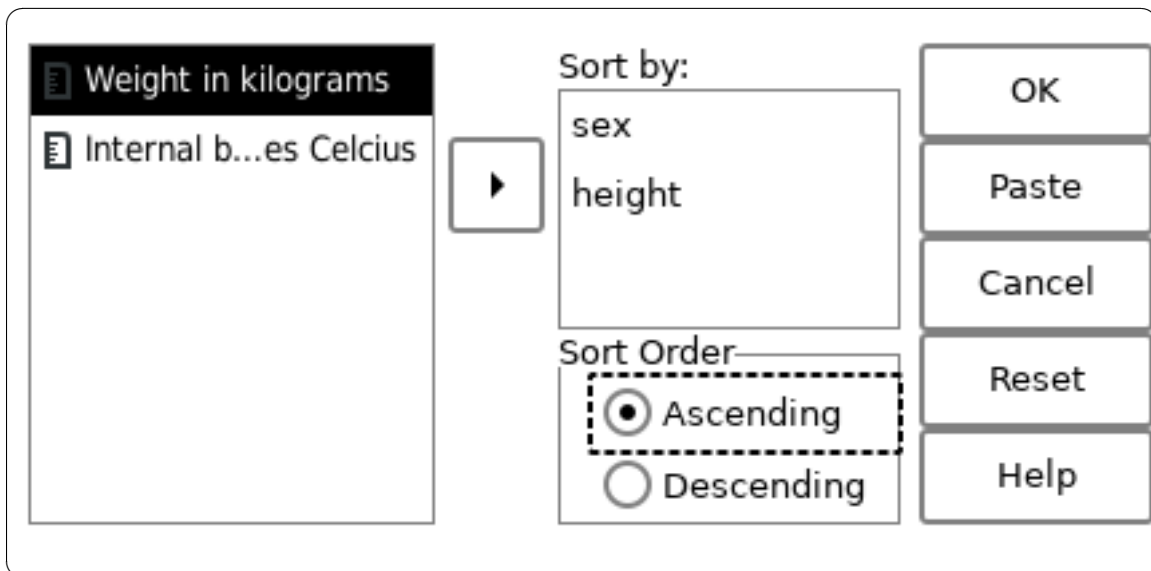 Weight in kilograms
Internal b...es Celcius
Sort by:
sex
height
Sort Order
Ascending
Descending
OK
Paste
Cancel
Reset
Help